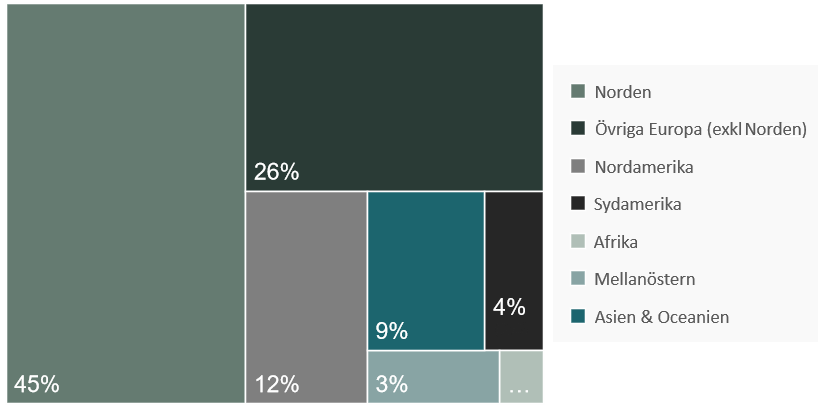 26%
45%
12%
9%
4%
3%
...
Norden
Övriga Europa (exkl Norden)
Nordamerika
Sydamerika
Afrika
Mellanöstern
Asien & Oceanien